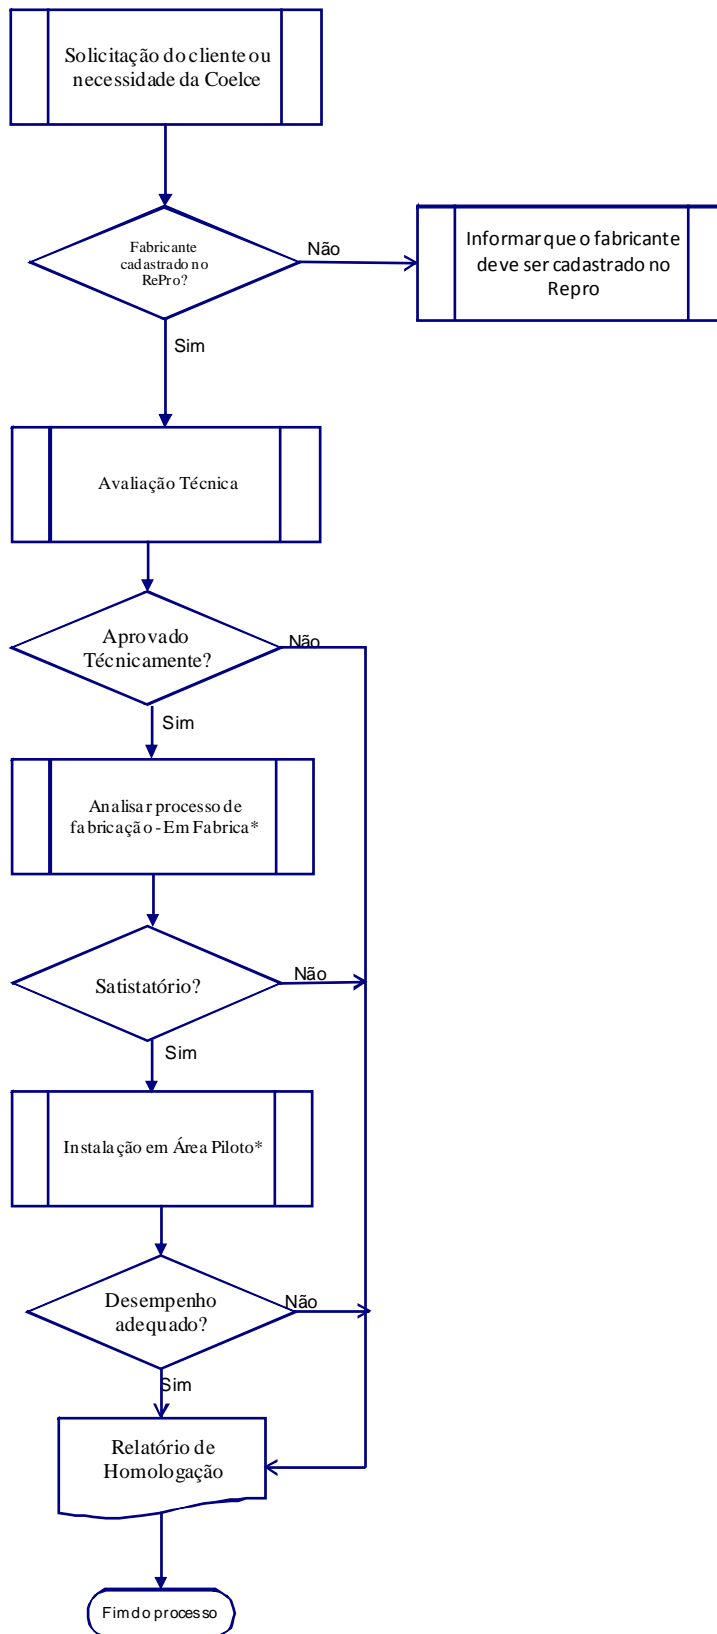 Solicitação do cliente ou
necessidade da Coelce
Fabricante
cadastrado no
RePro?
Não
Informar que o fabricante
deve ser cadastrado no
Repro
Sim
Avaliação Técnica
Aprovado
Técnicamente?
Não
Sim
Analisar processo de
fabricação - Em Fabrica*
Satistatório?
Não
Sim
Instalação em Área Piloto*
Desempenho
adequado?
Não
Sim
Relatório de
Homologação
Fim do processo